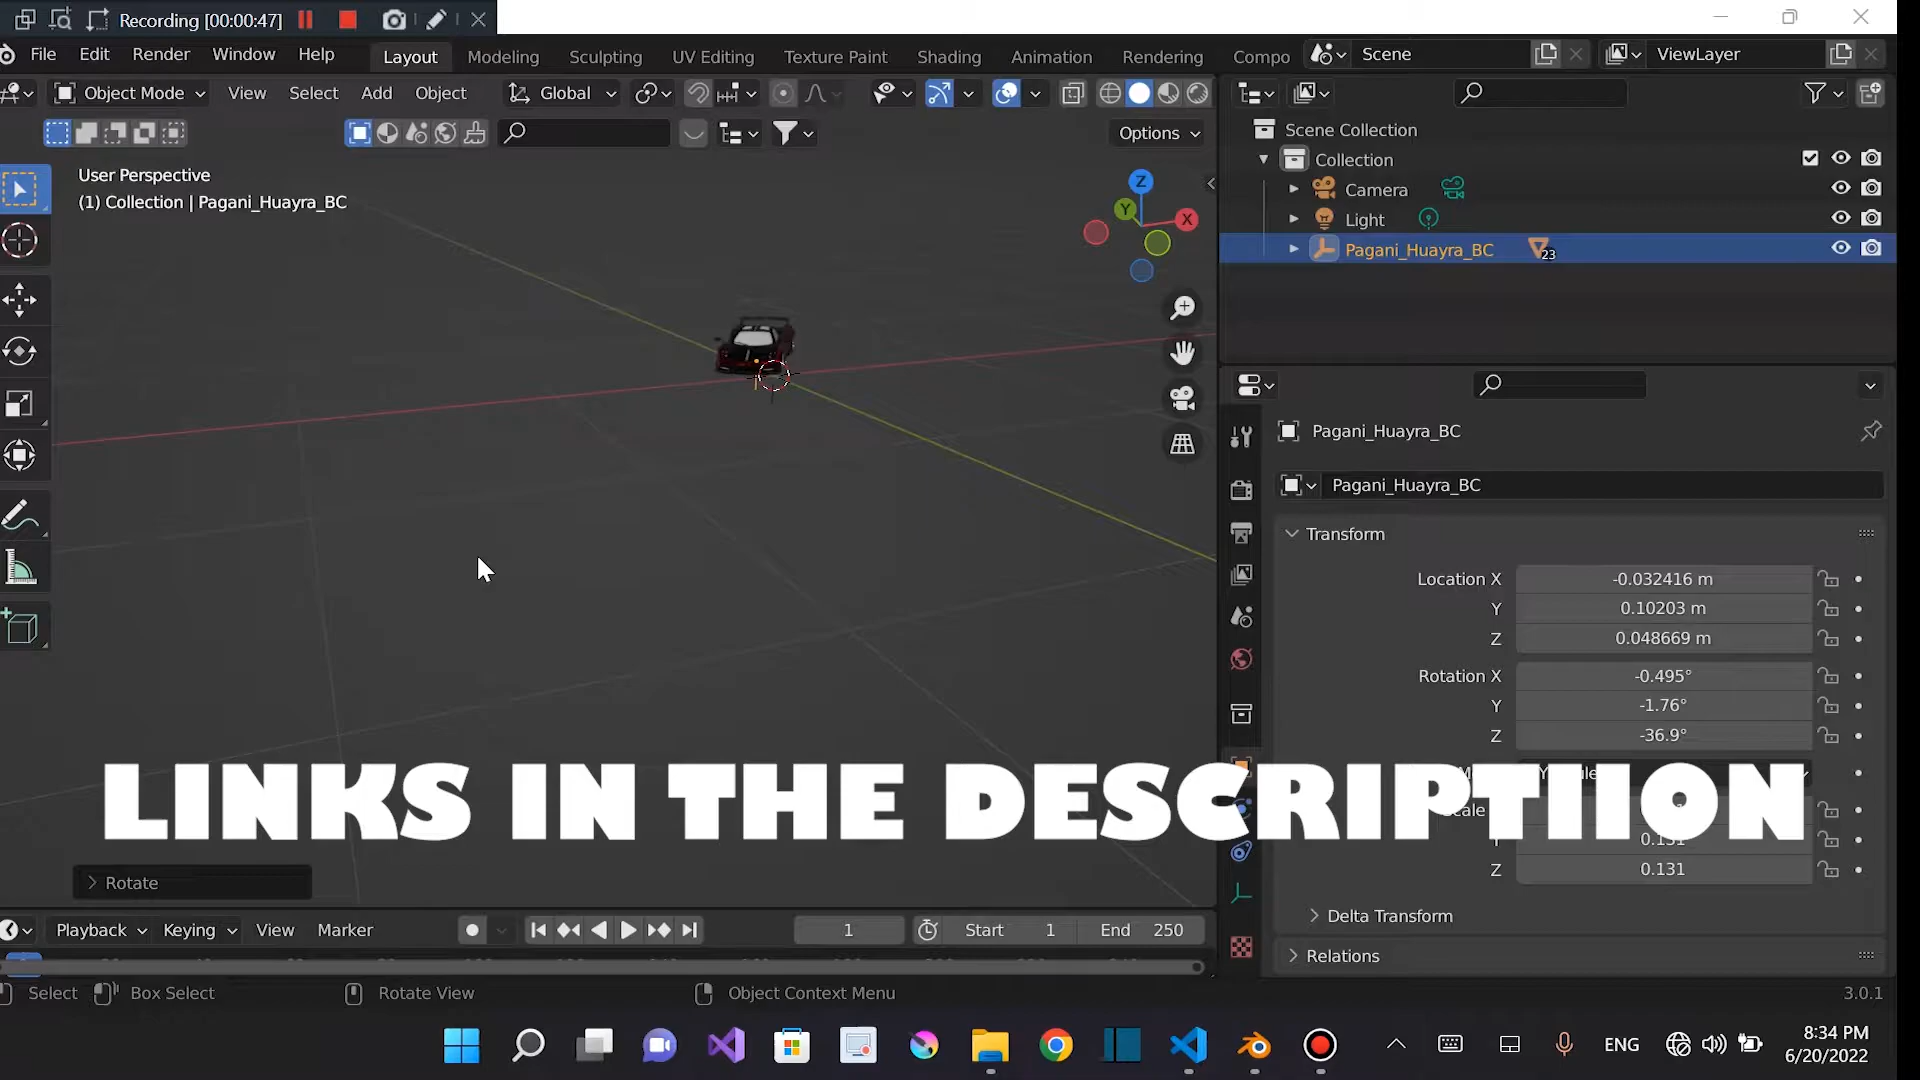 Recording [00:00:47]
File Edit Render Window Help Layout Modeling Sculpting UV Editing Texture Paint Shading Animation Rendering Compo Scene ViewLayer
Object Mode View Select Add Object Global
Options
User Perspective
(1) Collection | Pagani_Huayra_BC
Z
Y
X
Scene Collection
Collection
Camera
Light
Pagani_Huayra_BC 23
Pagani_Huayra_BC
Pagani_Huayra_BC
Transform
Location X -0.032416 m
Y 0.10203 m
Z 0.048669 m
Rotation X -0.495°
Y -1.76°
Z -36.9°
LINKS IN THE DESCRIPTIION
Z 0.131
Rotate
Delta Transform
Relations
Playback Keying View Marker 1 Start 1 End 250
Select Box Select Rotate View Object Context Menu 3.0.1
ENG
8:34 PM
6/20/2022